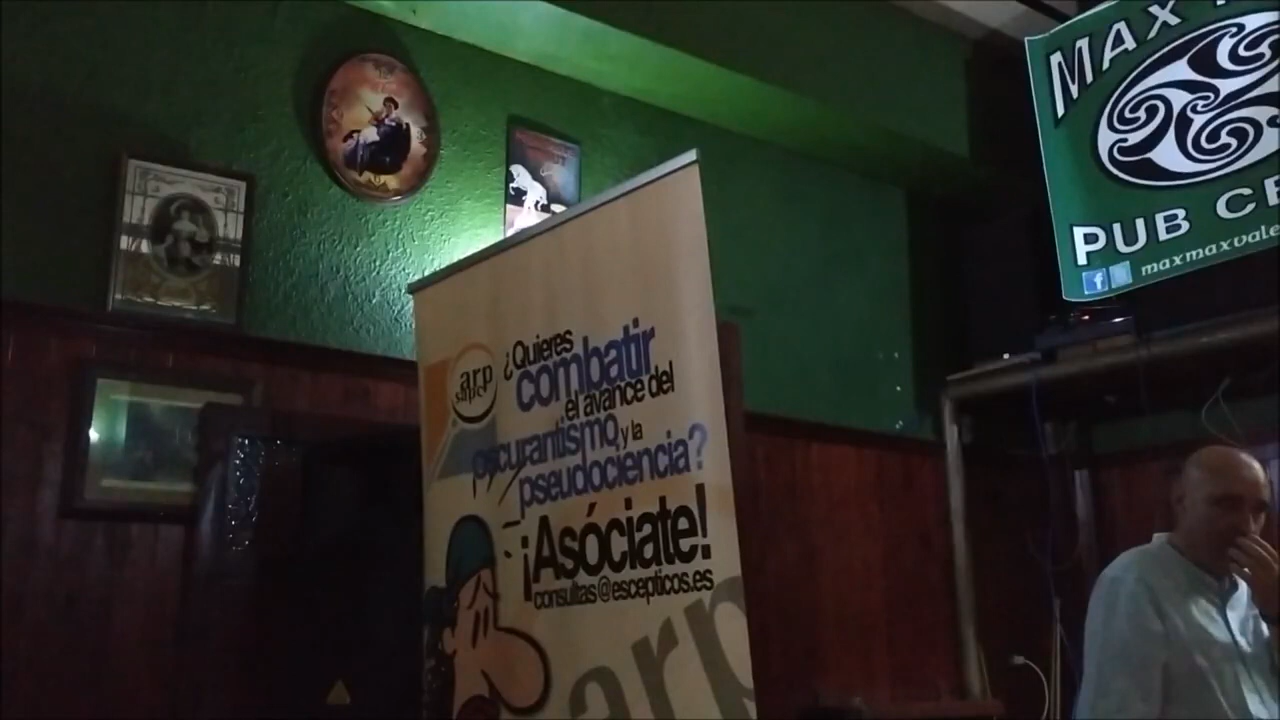 arp
sapc
¿Quieres
combatir
el avance del
oscurantismo y la
pseudociencia?
¡Asóciate!
consultas@escepticos.es
arp
MAX
PUB
maxmaxvale
f